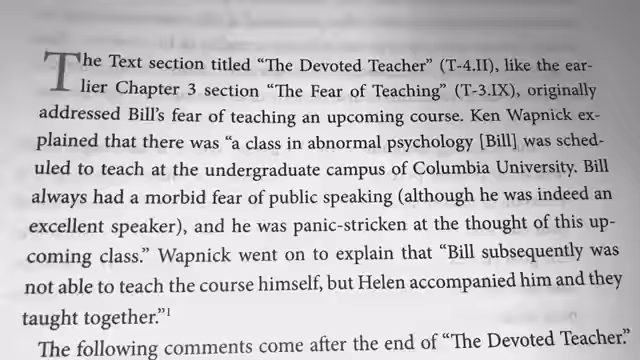 The Text section titled “The Devoted Teacher” (T-4.II), like the ear-
lier Chapter 3 section “The Fear of Teaching” (T-3.IX), originally
addressed Bill’s fear of teaching an upcoming course. Ken Wapnick ex-
plained that there was “a class in abnormal psychology [Bill] was sched-
uled to teach at the undergraduate campus of Columbia University. Bill
always had a morbid fear of public speaking (although he was indeed an
excellent speaker), and he was panic-stricken at the thought of this up-
coming class.” Wapnick went on to explain that “Bill subsequently was
not able to teach the course himself, but Helen accompanied him and they
taught together.”1
The following comments come after the end of “The Devoted Teacher.”